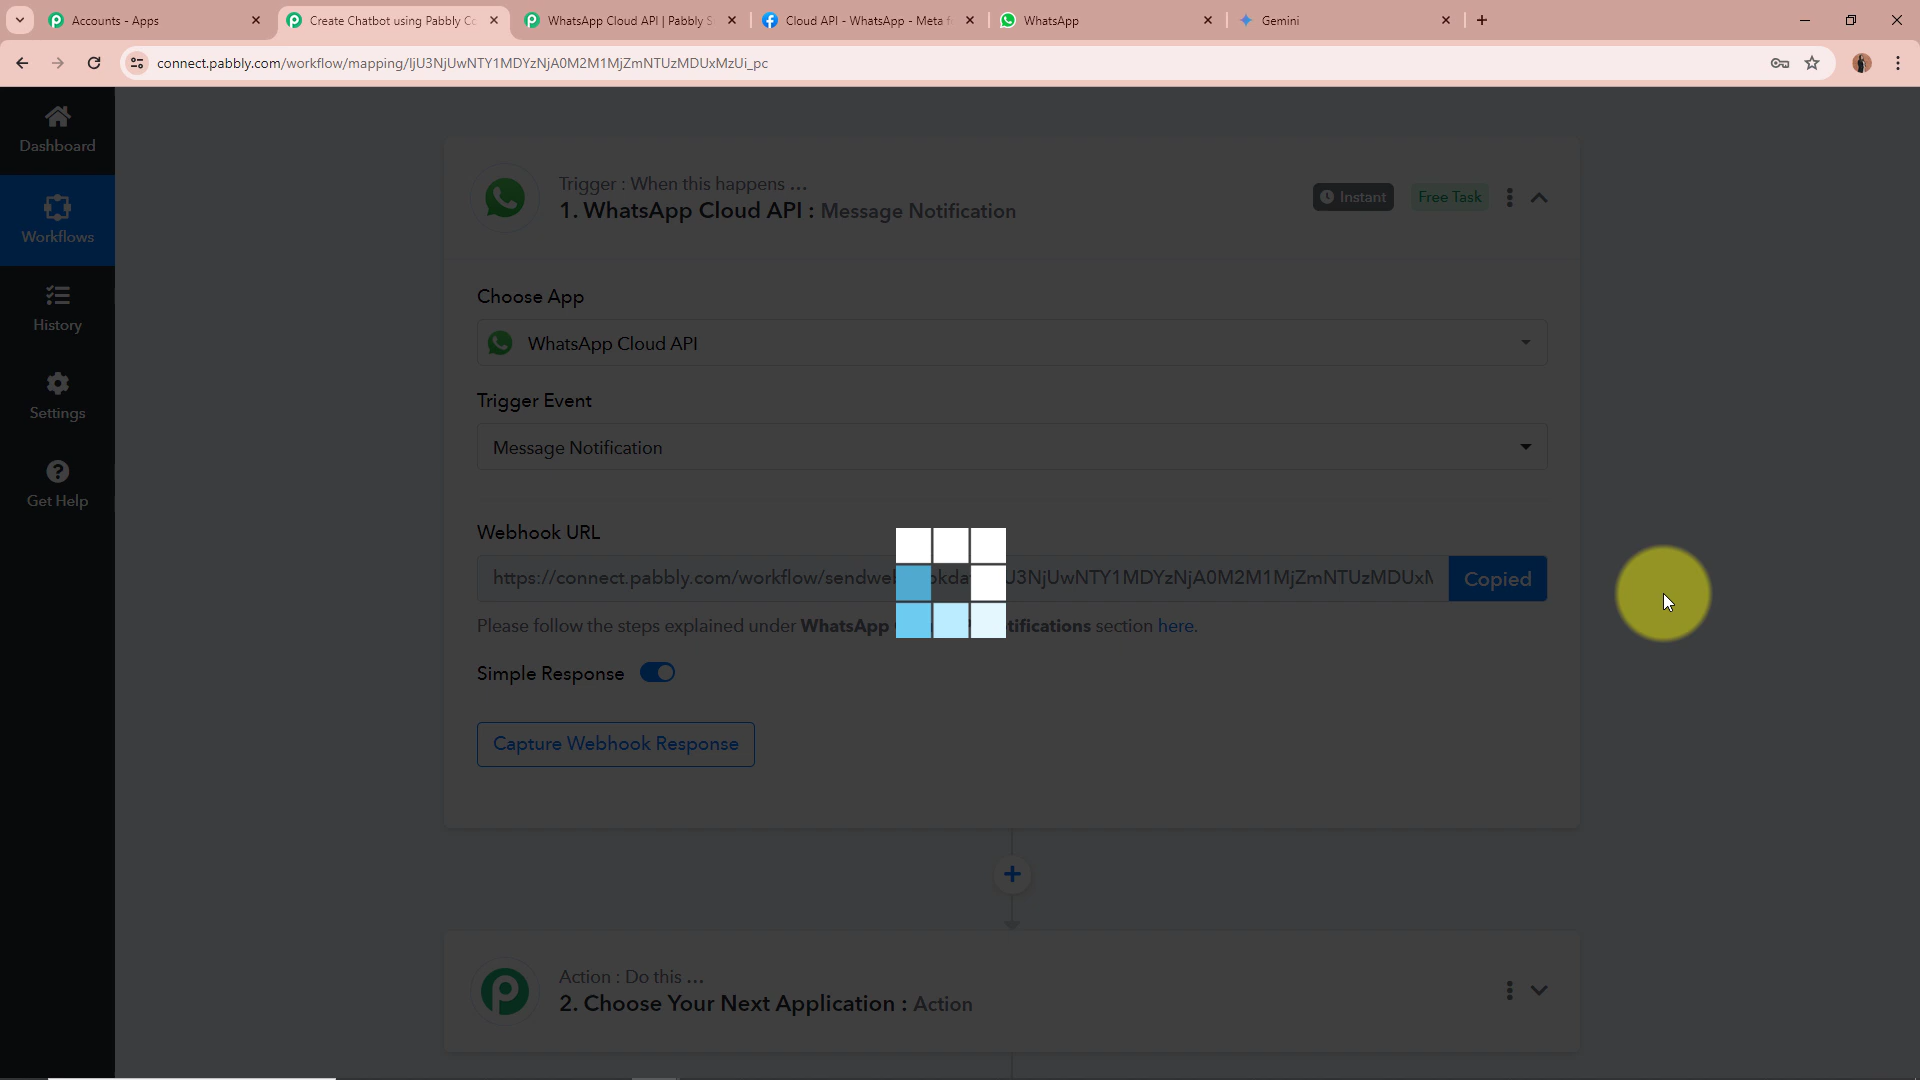 Accounts - Apps
Create Chatbot using Pabbly Co
WhatsApp Cloud API | Pabbly S
Cloud API - WhatsApp - Meta f
WhatsApp
Gemini
connect.pabbly.com/workflow/mapping/IjU3NjUwNTY1MDYzNjA0M2M1MjZmNTUzMDUxMzUi_pc
Dashboard
Workflows
History
Settings
Get Help
Trigger : When this happens ...
1. WhatsApp Cloud API : Message Notification
Instant
Free Task
Choose App
WhatsApp Cloud API
Trigger Event
Message Notification
Webhook URL
https://connect.pabbly.com/workflow/sendweb
U3NjUwNTY1MDYzNjA0M2M1MjZmNTUzMDUxM
Copied
Please follow the steps explained under WhatsApp
section here.
Simple Response
Capture Webhook Response
Action : Do this ...
2. Choose Your Next Application : Action